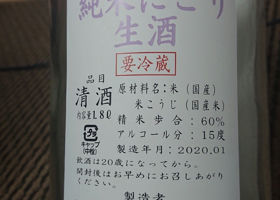 純米にごり
生酒
要冷蔵
品目
清酒
内容量1.8ℓ
キャップ
(中栓)
原材料名:米(国産)
米こうじ(国産米)
精米歩合:60%
アルコール分:15度
製造年月:2020.01
飲酒は20歳になってから。
開封後はお早めにお召しあがり
ください。
製造者